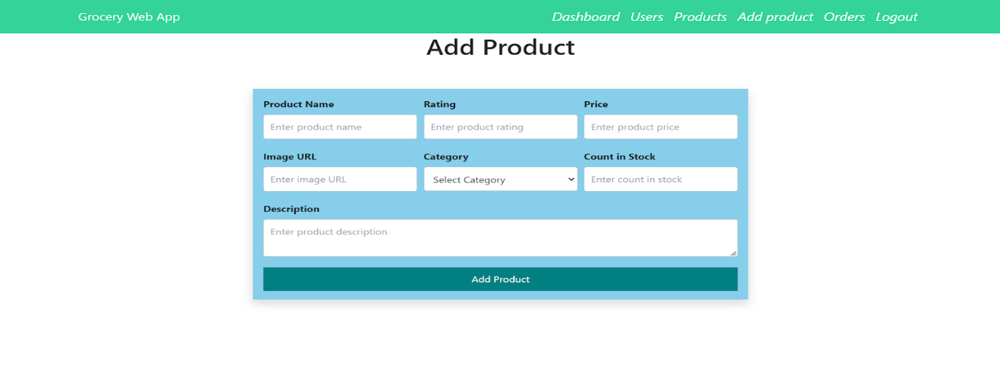 Grocery Web App Dashboard Users Products Add product Orders Logout
Add Product
Product Name Rating Price
Enter product name Enter product rating Enter product price
Image URL Category Count in Stock
Enter image URL Select Category Enter count in stock
Description
Enter product description
Add Product